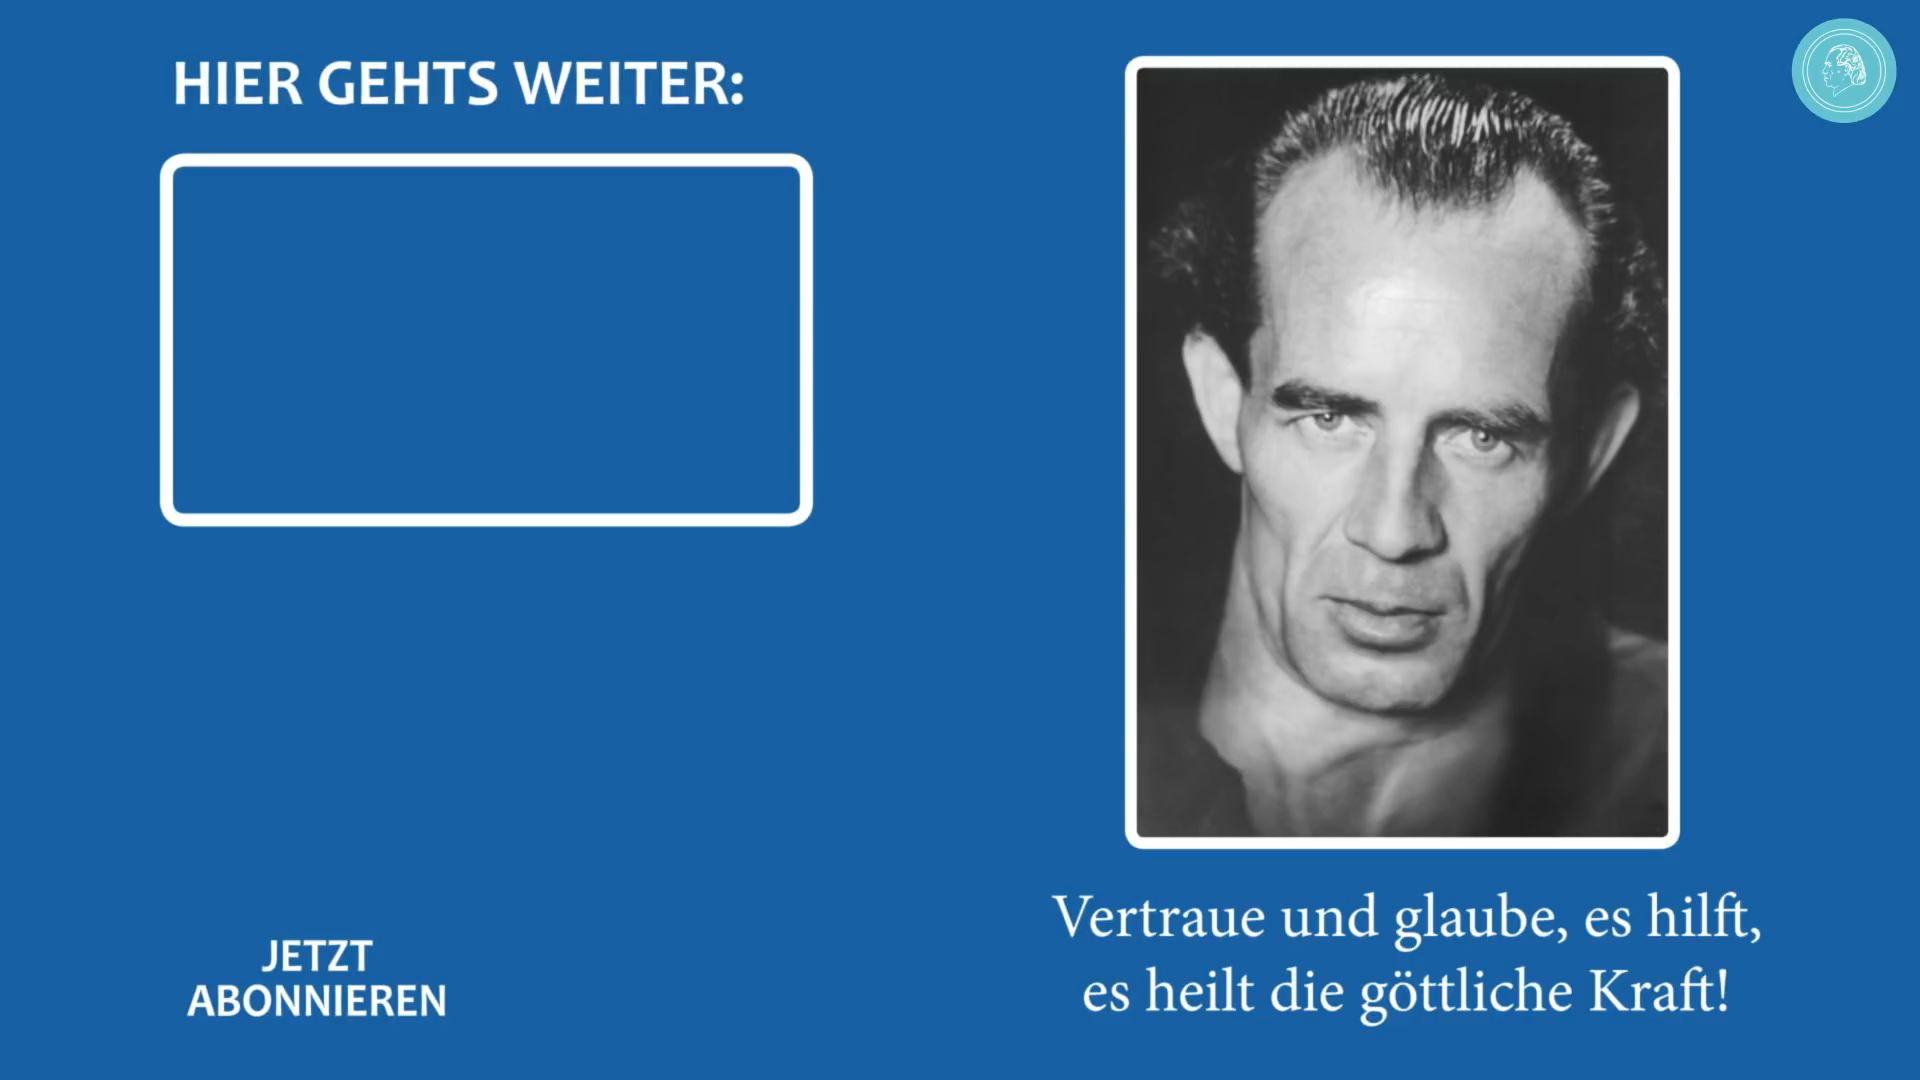 HIER GEHTS WEITER:
JETZT
ABONNIEREN
Vertraue und glaube, es hilft,
es heilt die göttliche Kraft!